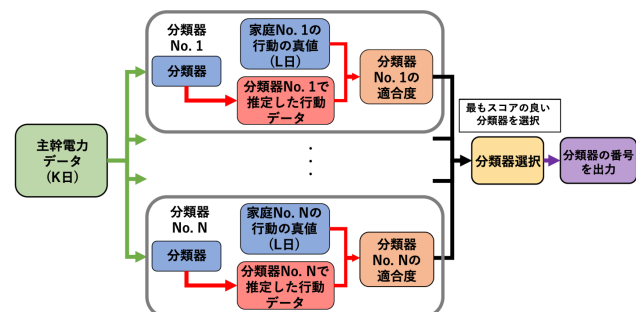 主幹電力
データ
（K日）
分類器
No. 1
分類器
家庭No. 1の
行動の真値
（L日）
分類器No. 1で
推定した行動
データ
分類器
No. 1の
適合度
・
・
・
分類器
No. N
分類器
家庭No. Nの
行動の真値
（L日）
分類器No. Nで
推定した行動
データ
分類器
No. Nの
適合度
最もスコアの良い
分類器を選択
分類器選択
分類器の番号
を出力